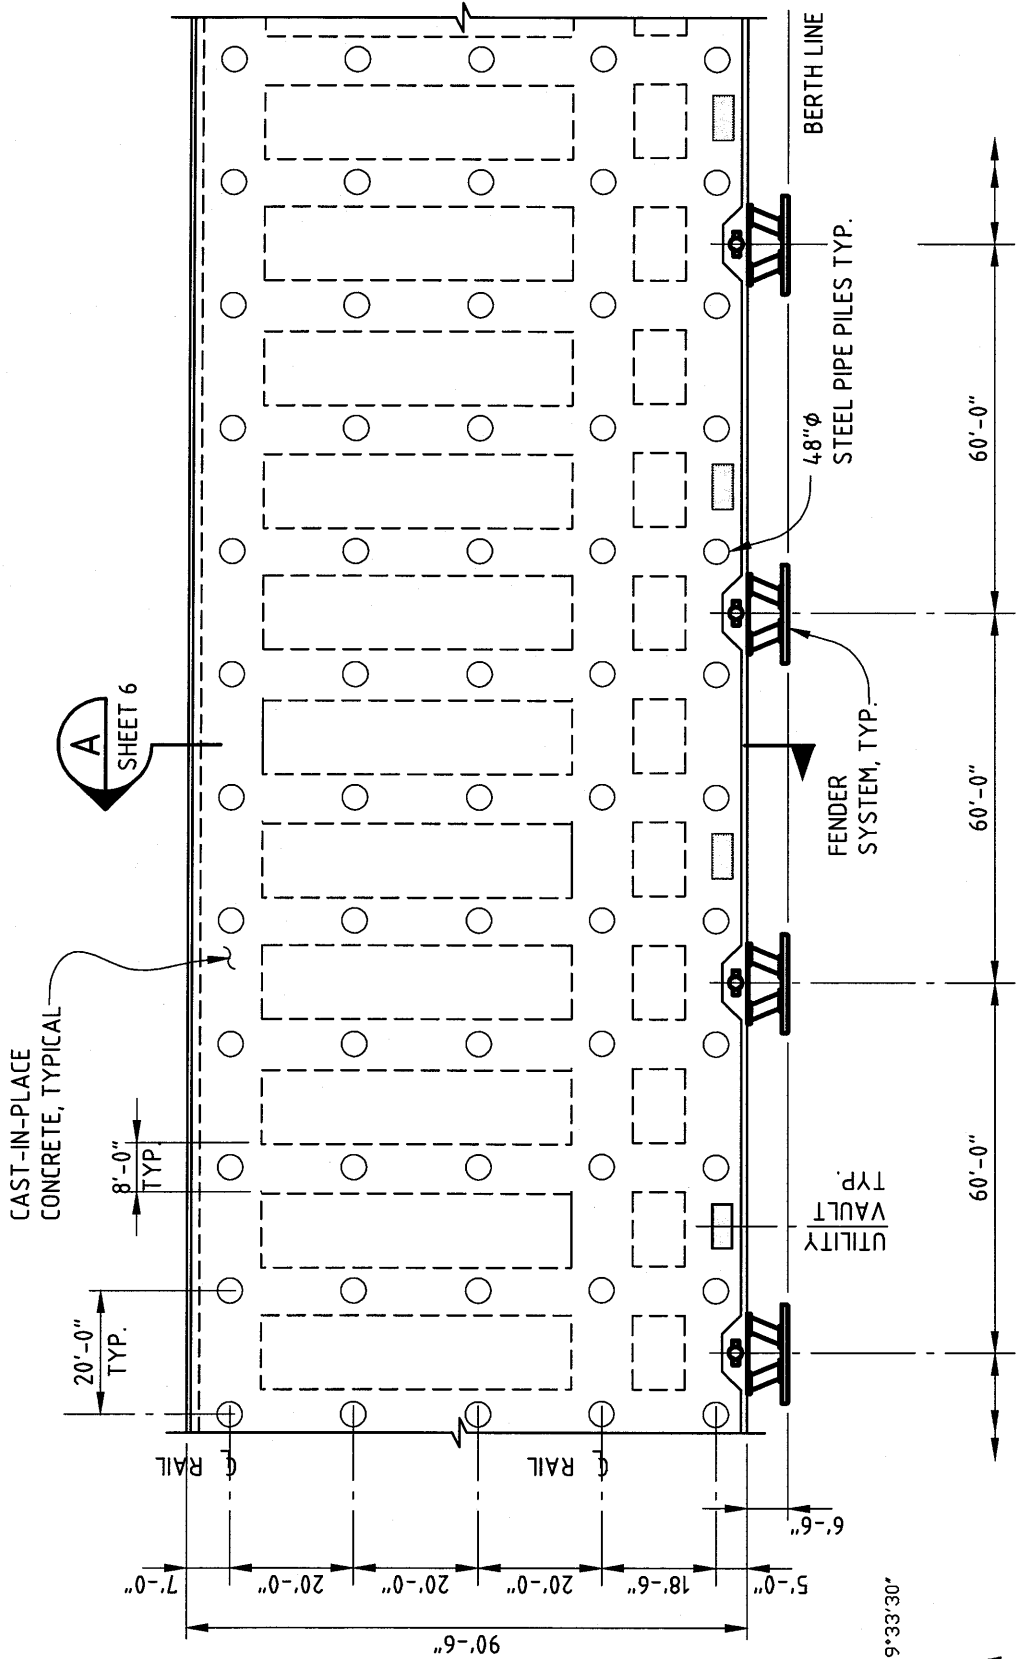 CAST-IN-PLACE
CONCRETE, TYPICAL
8'-0"
TYP.
20'-0"
TYP.
A
SHEET 6
BERTH LINE
48"φ
STEEL PIPE PILES TYP.
FENDER
SYSTEM, TYP.
UTILITY
VAULT
TYP.
60'-0"
60'-0"
60'-0"
℄
RAIL
℄
RAIL
7'-0"
20'-0"
20'-0"
20'-0"
18'-6"
5'-0"
6'-6"
90'-6"
9°33'30"